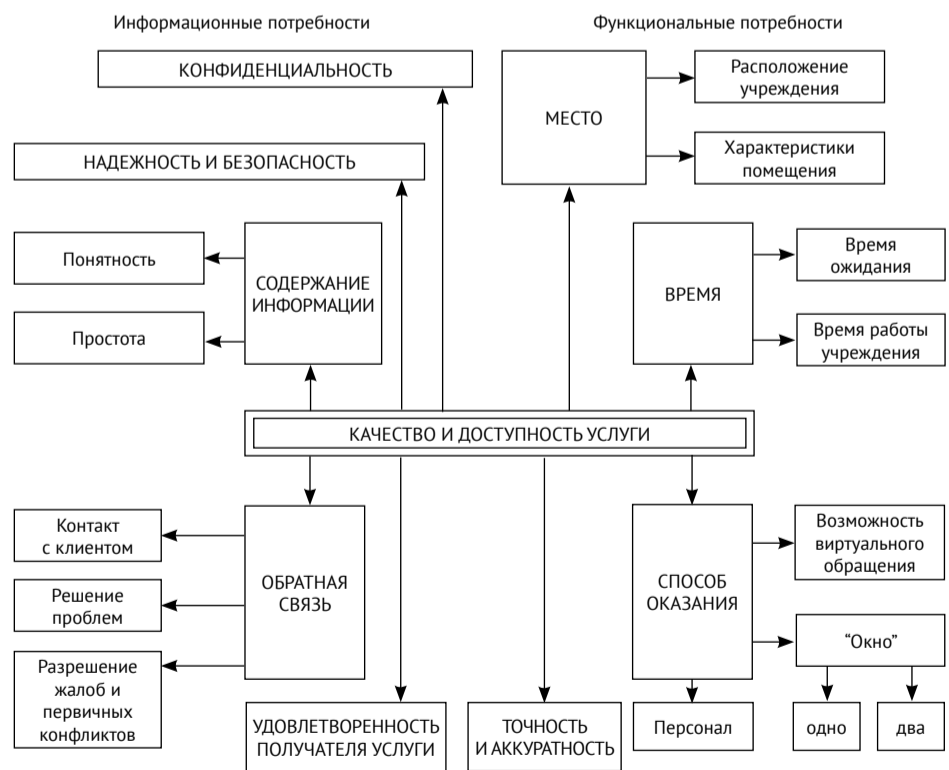 Информационные потребности
Функциональные потребности
КОНФИДЕНЦИАЛЬНОСТЬ
НАДЕЖНОСТЬ И БЕЗОПАСНОСТЬ
МЕСТО
Расположение
учреждения
Характеристики
помещения
Понятность
Простота
СОДЕРЖАНИЕ
ИНФОРМАЦИИ
ВРЕМЯ
Время
ожидания
Время работы
учреждения
КАЧЕСТВО И ДОСТУПНОСТЬ УСЛУГИ
Контакт
с клиентом
Решение
проблем
Разрешение
жалоб и
первичных
конфликтов
ОБРАТНАЯ
СВЯЗЬ
СПОСОБ
ОКАЗАНИЯ
Возможность
виртуального
обращения
“Окно”
УДОВЛЕТВОРЕННОСТЬ
ПОЛУЧАТЕЛЯ УСЛУГИ
ТОЧНОСТЬ
И АККУРАТНОСТЬ
Персонал
одно
два